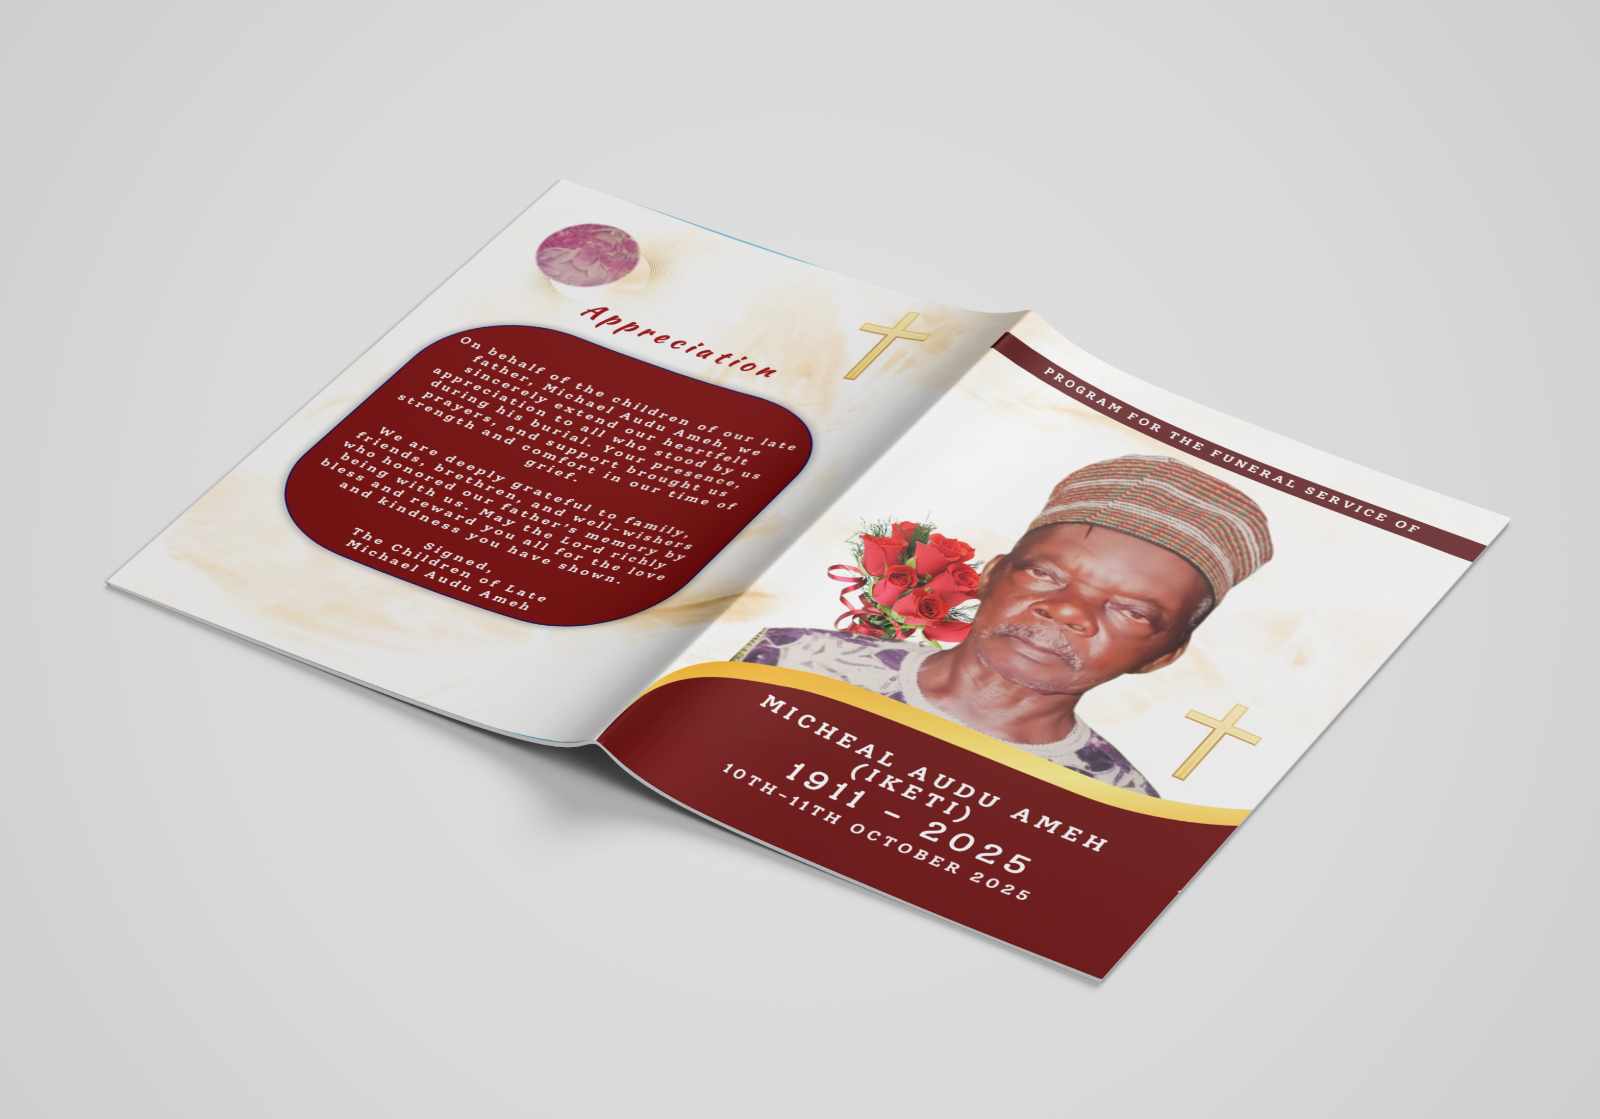 Appreciation
On behalf of the children of our late
father, Michael Audu Ameh, we
sincerely extend our heartfelt
appreciation to all who stood by us
during his burial. Your presence,
prayers, and support brought us
strength and comfort in our time of
grief.
We are deeply grateful to family,
friends, brethren, and well-wishers
who honored our father's memory by
being with us. May the Lord richly
bless and reward you all for the love
and kindness you have shown.
Signed,
The Children of Late
Michael Audu Ameh
PROGRAM FOR THE FUNERAL SERVICE OF
MICHEAL AUDU AMEH
(IKETI)
1911 - 2025
10TH-11TH OCTOBER 2025